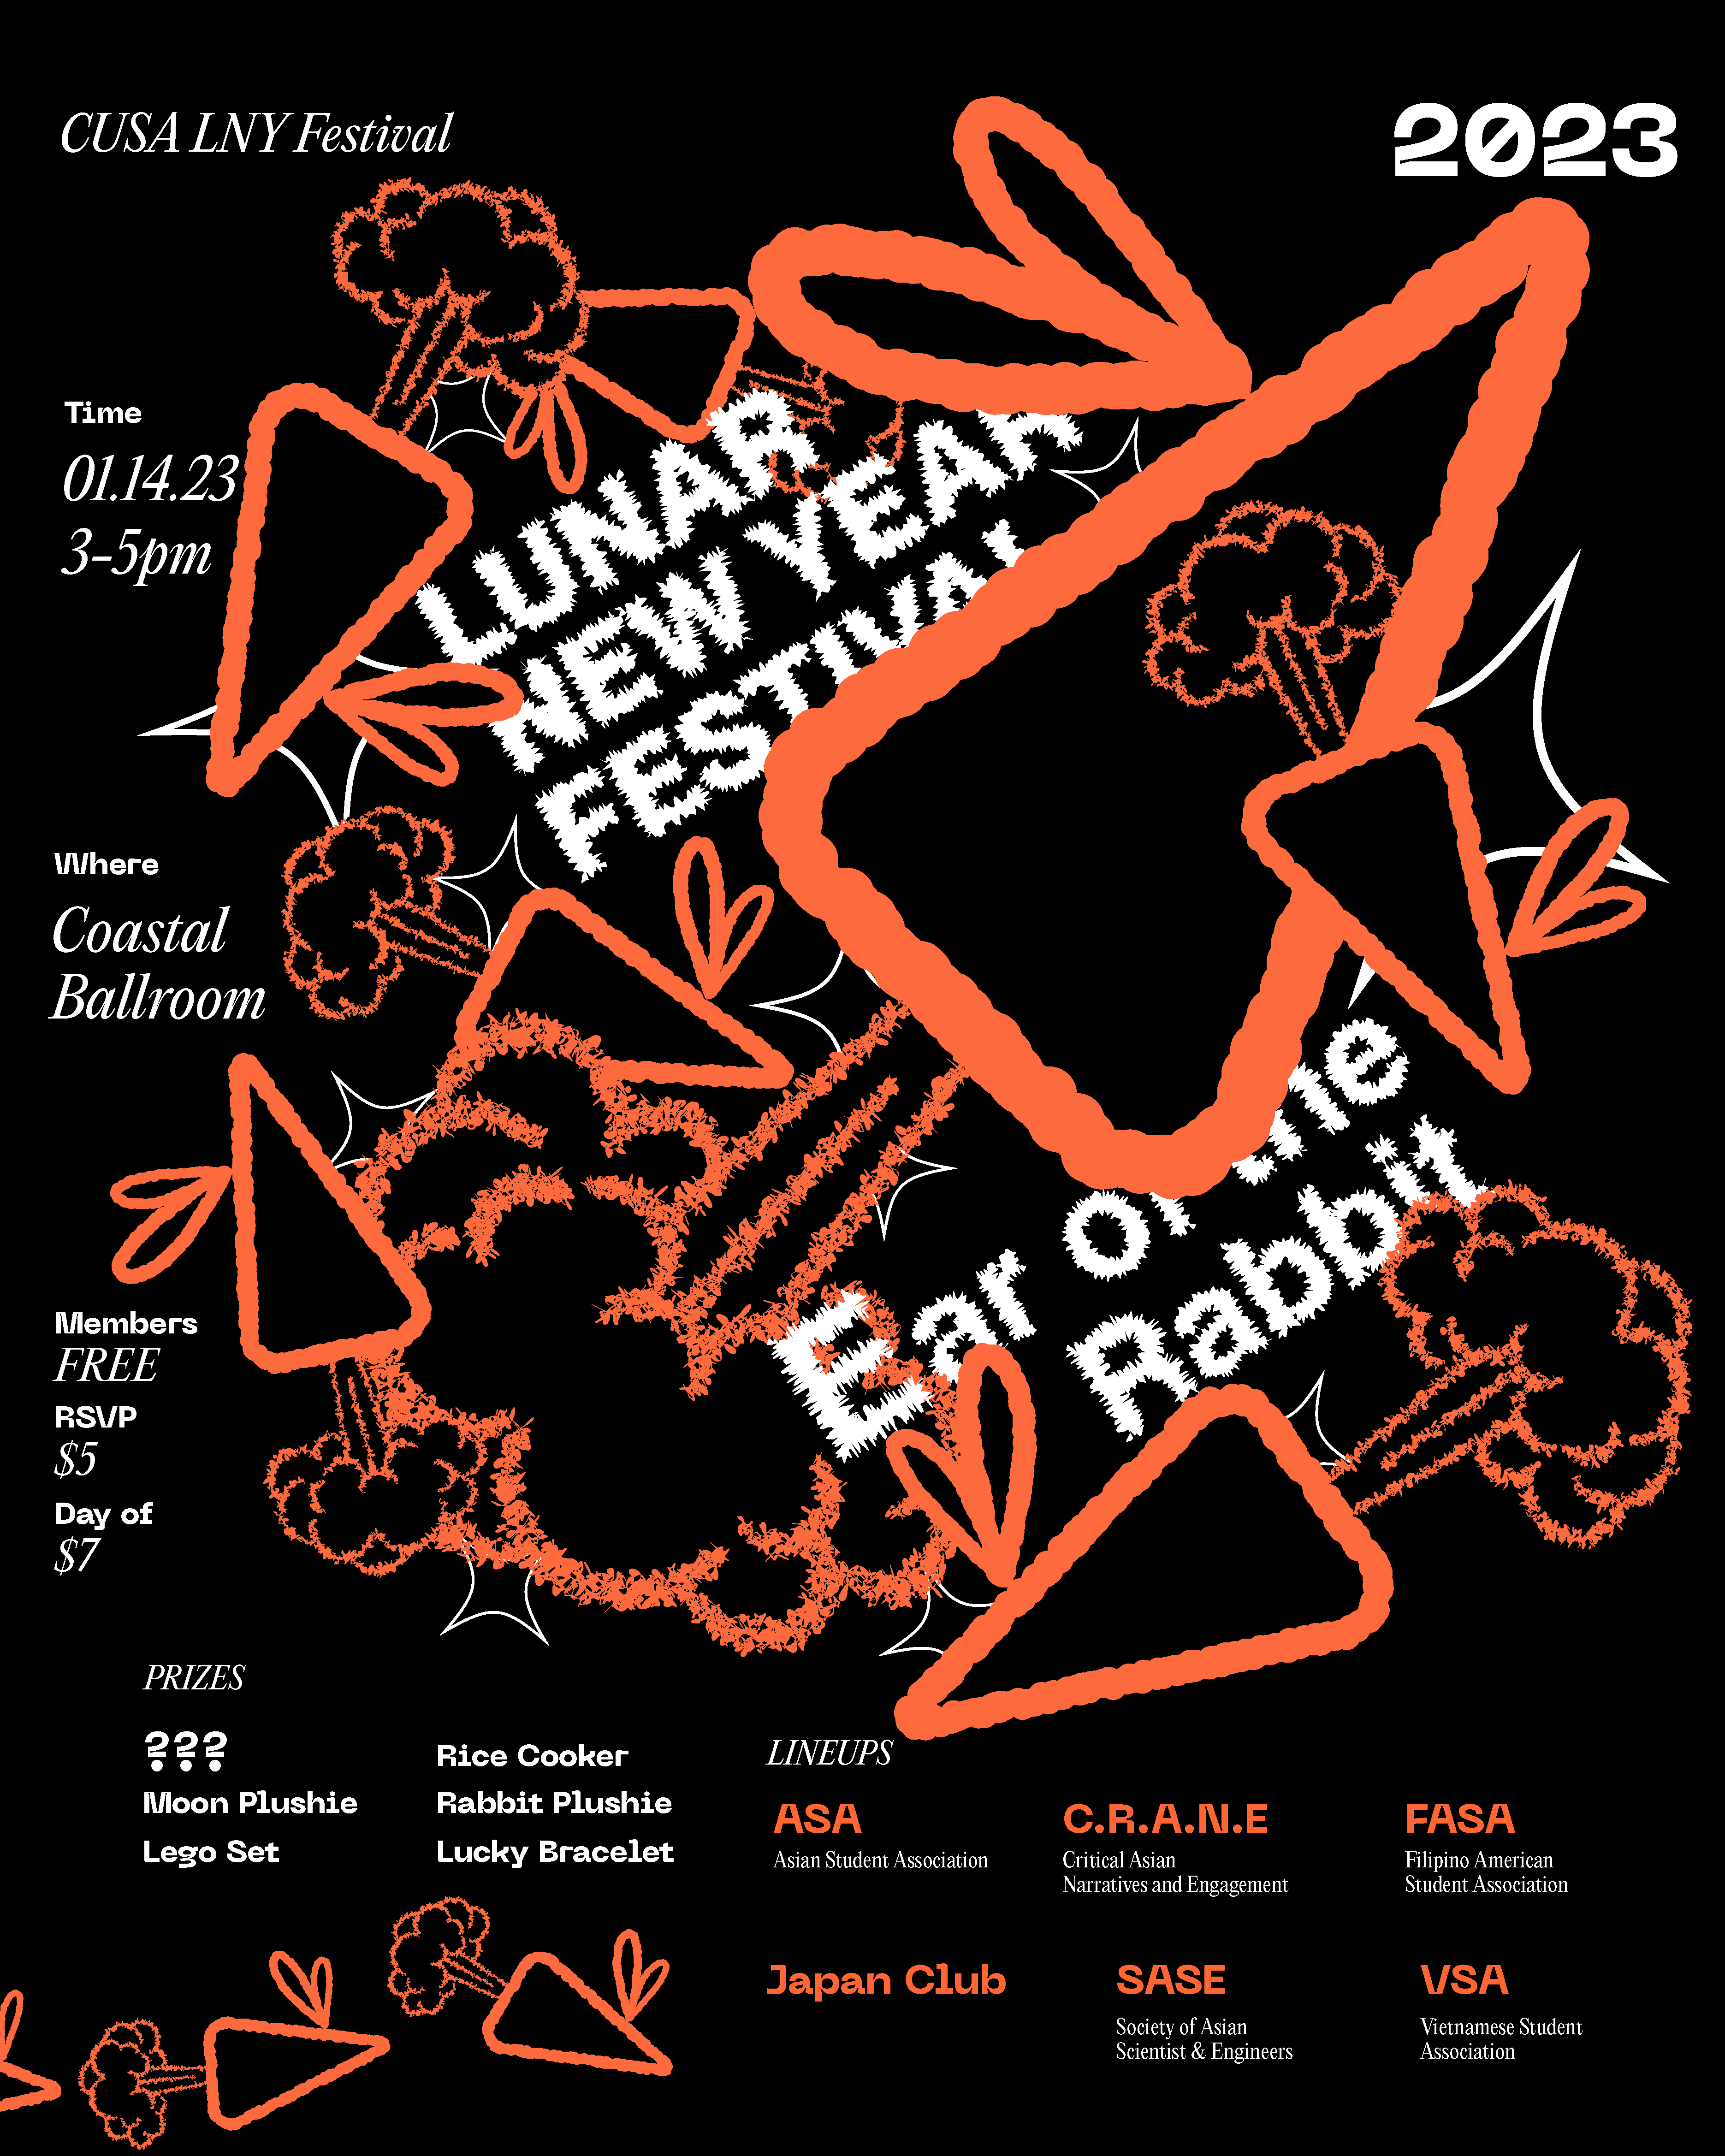 CUSA LNY Festival
2023
Time
01.14.23
3-5pm
LUNAR
NEW YEAR
FESTIVAL
Where
Coastal
Ballroom
Ear of the
Rabbit
Members
FREE
RSVP
$5
Day of
$7
PRIZES
???
Moon Plushie
Lego Set
Rice Cooker
Rabbit Plushie
Lucky Bracelet
LINEUPS
ASA
Asian Student Association
C.R.A.N.E
Critical Asian
Narratives and Engagement
FASA
Filipino American
Student Association
Japan Club
SASE
Society of Asian
Scientist & Engineers
VSA
Vietnamese Student
Association